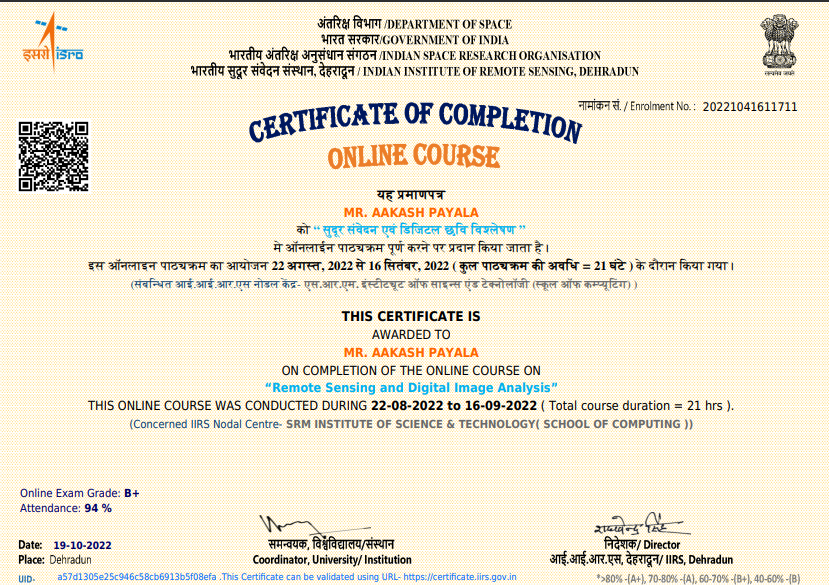 इसरो isro
अंतरिक्ष विभाग /DEPARTMENT OF SPACE
भारत सरकार/GOVERNMENT OF INDIA
भारतीय अंतरिक्ष अनुसंधान संगठन /INDIAN SPACE RESEARCH ORGANISATION
भारतीय सुदूर संवेदन संस्थान, देहरादून / INDIAN INSTITUTE OF REMOTE SENSING, DEHRADUN
सत्यमेव जयते
नामांकन सं. / Enrolment No. : 20221041611711
CERTIFICATE OF COMPLETION
ONLINE COURSE
यह प्रमाणपत्र
MR. AAKASH PAYALA
को “ सुदूर संवेदन एवं डिजिटल छवि विश्लेषण ”
मे ऑनलाईन पाठ्यक्रम पूर्ण करने पर प्रदान किया जाता है ।
इस ऑनलाइन पाठ्यक्रम का आयोजन 22 अगस्त, 2022 से 16 सितंबर, 2022 ( कुल पाठ्यक्रम की अवधि = 21 घंटे ) के दौरान किया गया।
(संबन्धित आई.आई.आर.एस नोडल केंद्र- एस.आर.एम. इंस्टीट्यूट ऑफ साइन्स एंड टेक्नोलॉजी (स्कूल ऑफ कम्प्यूटिंग) )
THIS CERTIFICATE IS
AWARDED TO
MR. AAKASH PAYALA
ON COMPLETION OF THE ONLINE COURSE ON
“Remote Sensing and Digital Image Analysis”
THIS ONLINE COURSE WAS CONDUCTED DURING 22-08-2022 to 16-09-2022 ( Total course duration = 21 hrs ).
(Concerned IIRS Nodal Centre- SRM INSTITUTE OF SCIENCE & TECHNOLOGY( SCHOOL OF COMPUTING ))
Online Exam Grade: B+
Attendance: 94 %
Date: 19-10-2022
Place: Dehradun
समन्वयक, विश्वविद्यालय/संस्थान
Coordinator, University/ Institution
निदेशक/ Director
आई.आई.आर.एस, देहरादून/ IIRS, Dehradun
UID- a57d1305e25c946c58cb6913b5f08efa .This Certificate can be validated using URL- https://certificate.iirs.gov.in
*>80% -(A+), 70-80% -(A), 60-70% -(B+), 40-60% -(B)